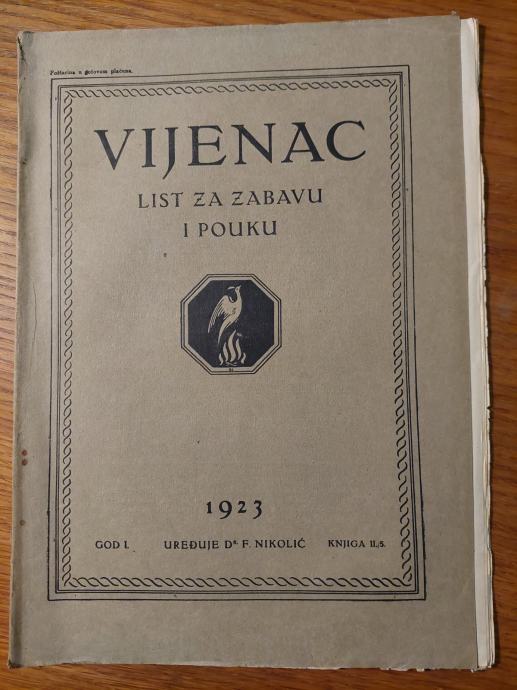 Poštarina u gotovom plaćena.
VIJENAC
LIST ZA ZABAVU
I POUKU
1923
GOD I. UREĐUJE Dr. F. NIKOLIĆ KNJIGA II./5.